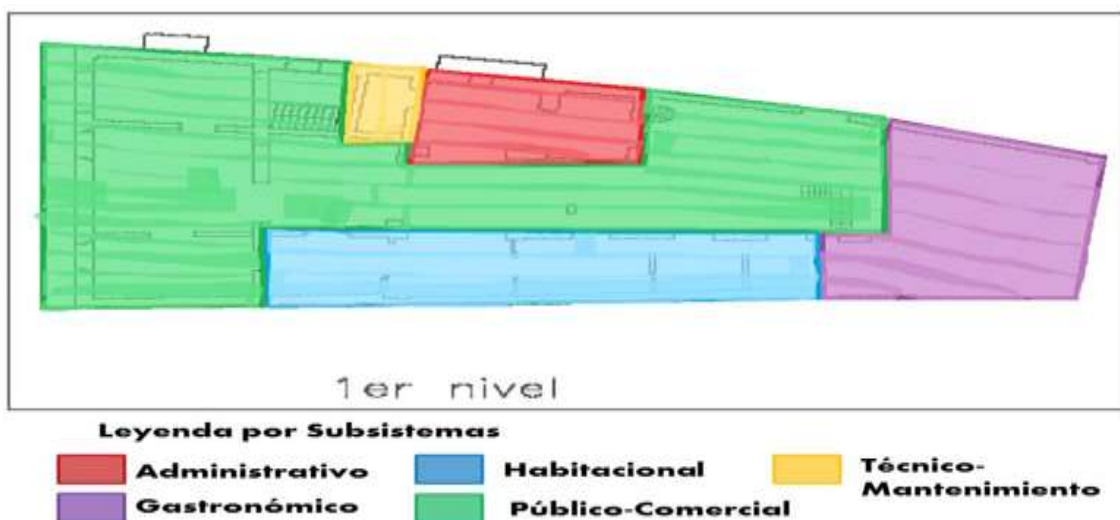 1er nivel
Leyenda por Subsistemas
Administrativo
Habitacional
Técnico-
Mantenimiento
Gastronómico
Público-Comercial